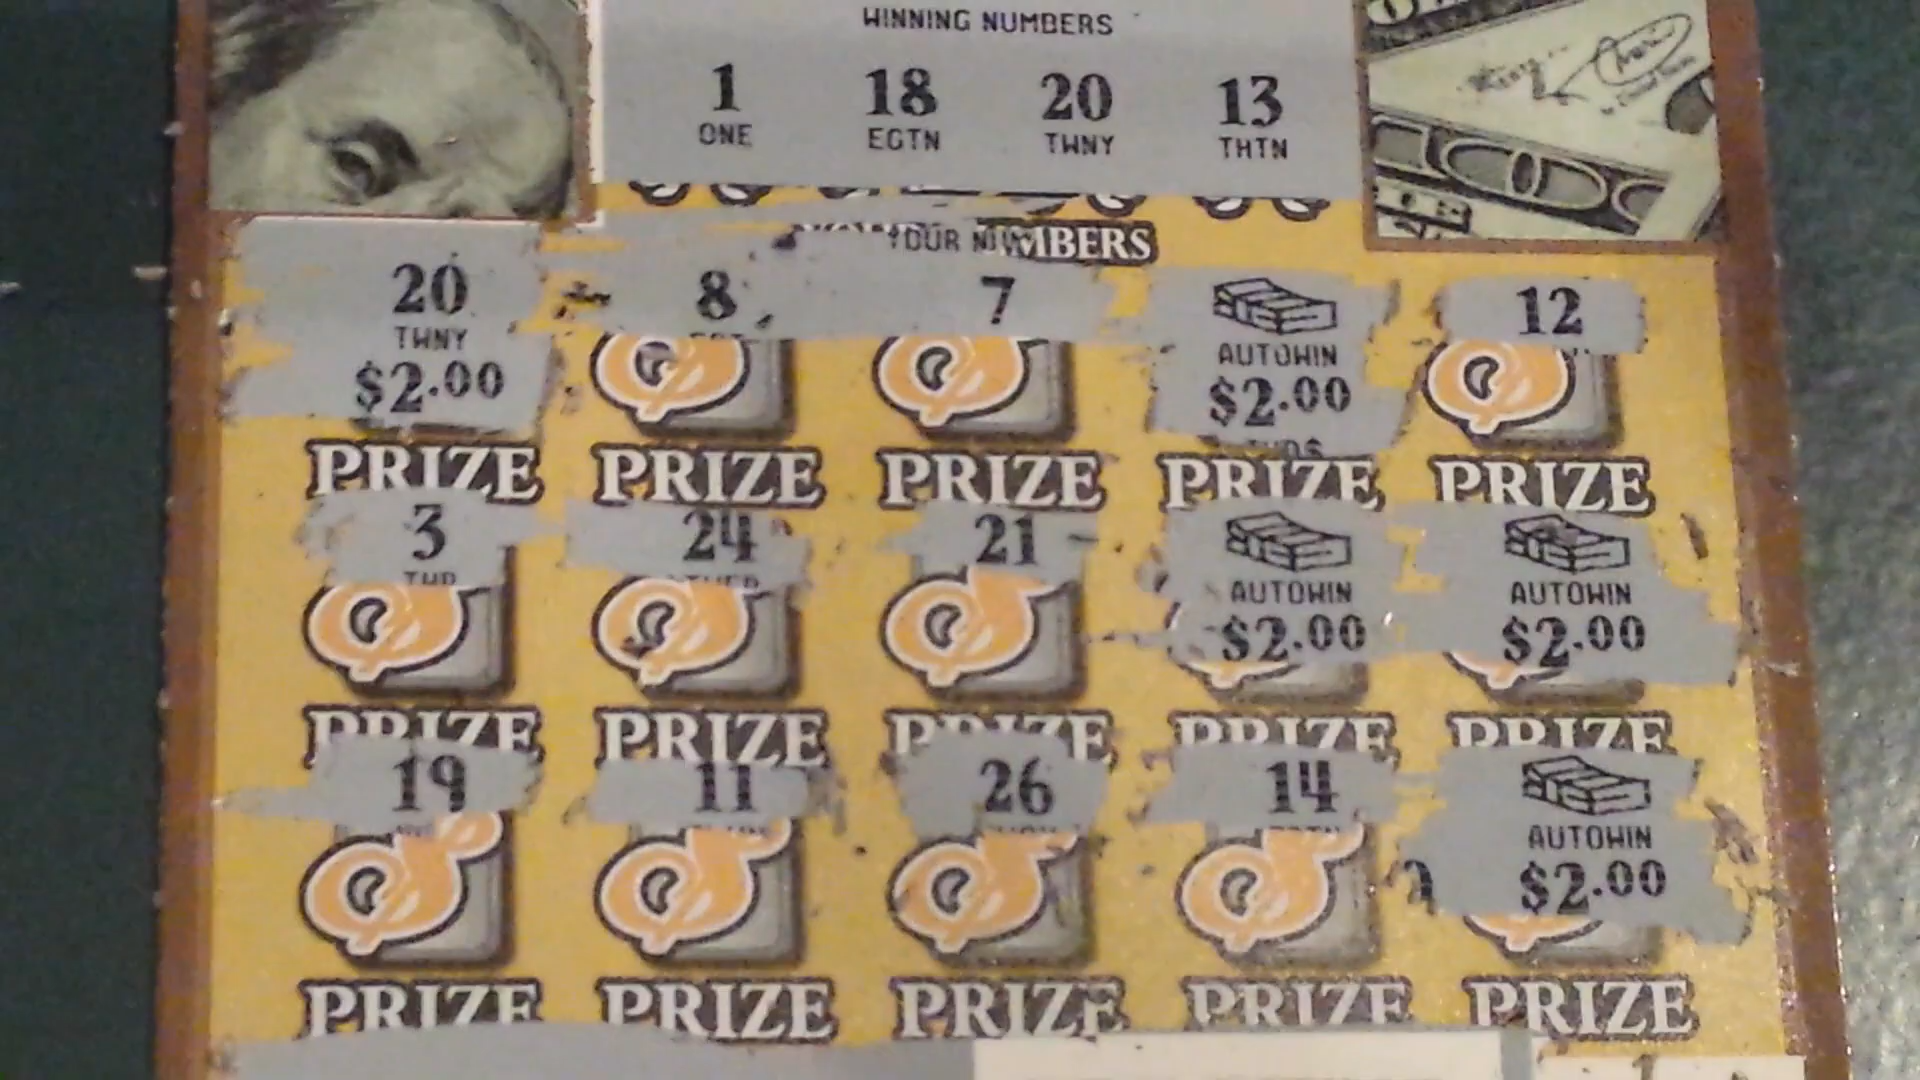 WINNING NUMBERS
1 18 20 13
ONE EGTN TWNY THTN
YOUR NUMBERS
20 8 7 12
TWNY AUTOWIN
$2.00 $2.00
PRIZE PRIZE PRIZE PRIZE PRIZE
3 24 21
AUTOWIN AUTOWIN
$2.00 $2.00
PRIZE PRIZE PRIZE PRIZE PRIZE
19 11 26 14
AUTOWIN
$2.00
PRIZE PRIZE PRIZE PRIZE PRIZE